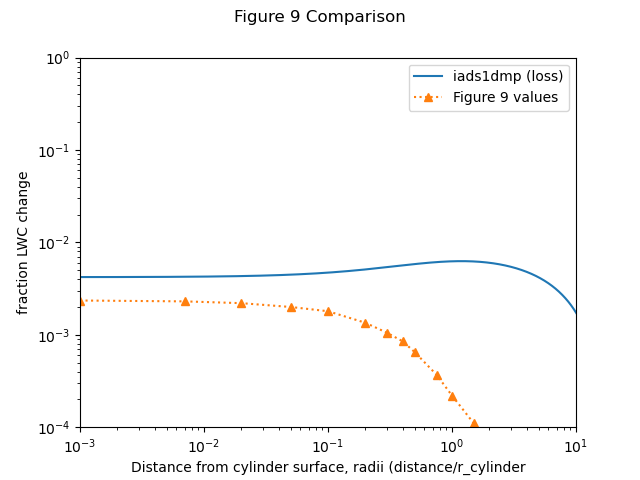 Figure 9 Comparison
iads1dmp (loss)
Figure 9 values
fraction LWC change
10^0
10^-1
10^-2
10^-3
10^-4
10^-3 10^-2 10^-1 10^0 10^1
Distance from cylinder surface, radii (distance/r_cylinder